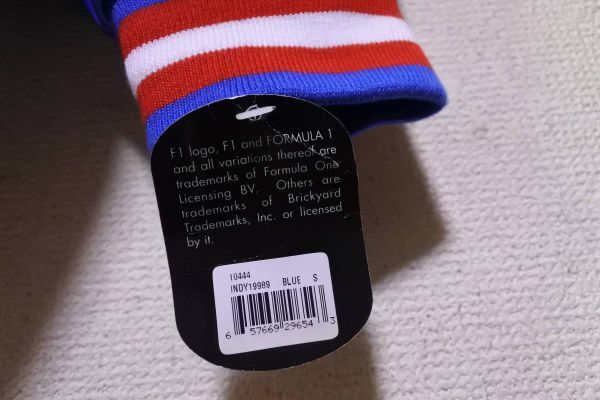 F1 logo, F1 and FORMULA 1
and all variations thereof are
trademarks of Formula One
Licensing BV. Others are
trademarks of Brickyard
Trademarks, Inc. or licensed
by it.
10444
INDY19909 BLUE S
6 57669 29654 3